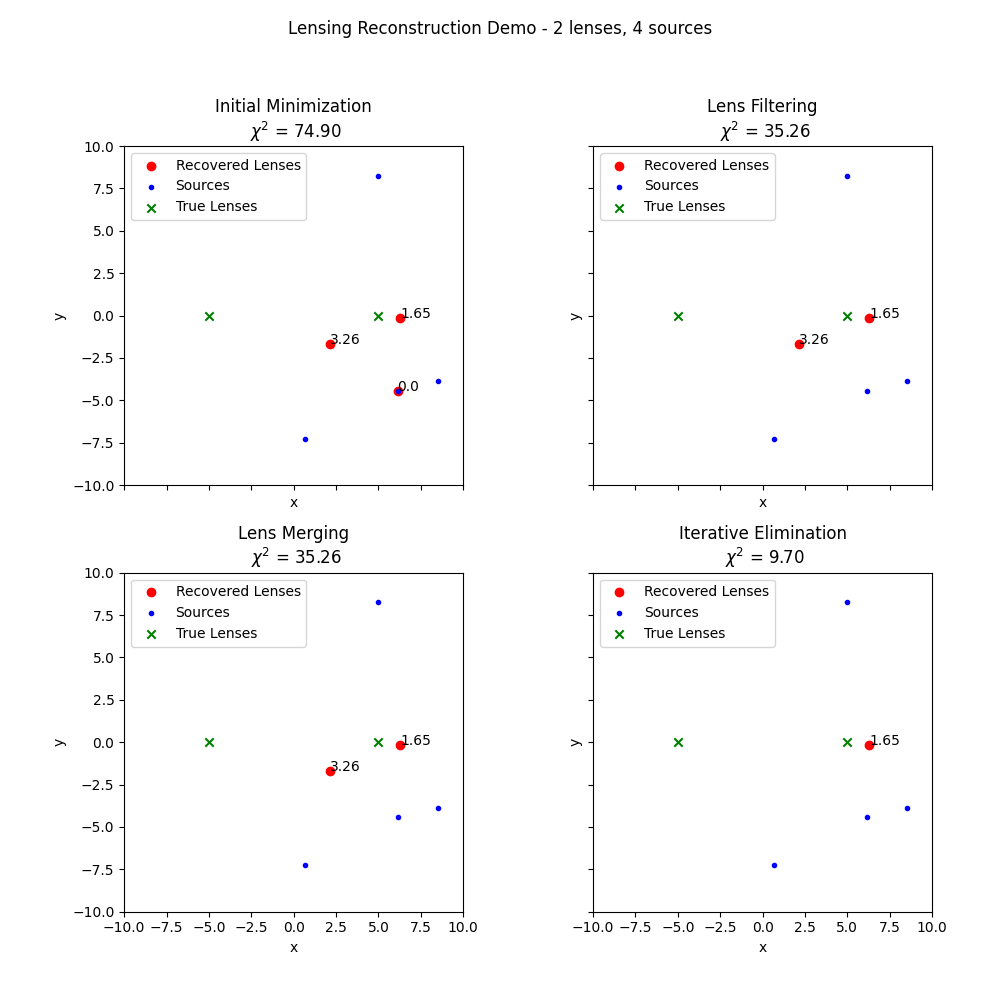 Lensing Reconstruction Demo - 2 lenses, 4 sources
Initial Minimization
χ² = 74.90
Recovered Lenses
Sources
True Lenses
10.0
7.5
5.0
2.5
0.0
−2.5
−5.0
−7.5
−10.0
y
1.65
3.26
0.0
x
Lens Filtering
χ² = 35.26
Recovered Lenses
Sources
True Lenses
y
1.65
3.26
x
Lens Merging
χ² = 35.26
Recovered Lenses
Sources
True Lenses
10.0
7.5
5.0
2.5
0.0
−2.5
−5.0
−7.5
−10.0
y
1.65
3.26
−10.0 −7.5 −5.0 −2.5 0.0 2.5 5.0 7.5 10.0
x
Iterative Elimination
χ² = 9.70
Recovered Lenses
Sources
True Lenses
y
1.65
−10.0 −7.5 −5.0 −2.5 0.0 2.5 5.0 7.5 10.0
x